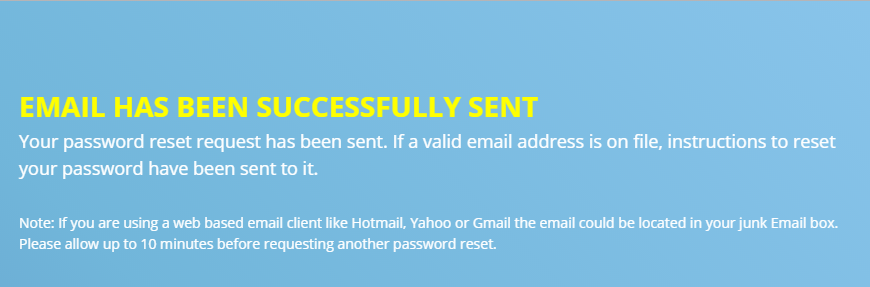 EMAIL HAS BEEN SUCCESSFULLY SENT
Your password reset request has been sent. If a valid email address is on file, instructions to reset
your password have been sent to it.
Note: If you are using a web based email client like Hotmail, Yahoo or Gmail the email could be located in your junk Email box.
Please allow up to 10 minutes before requesting another password reset.